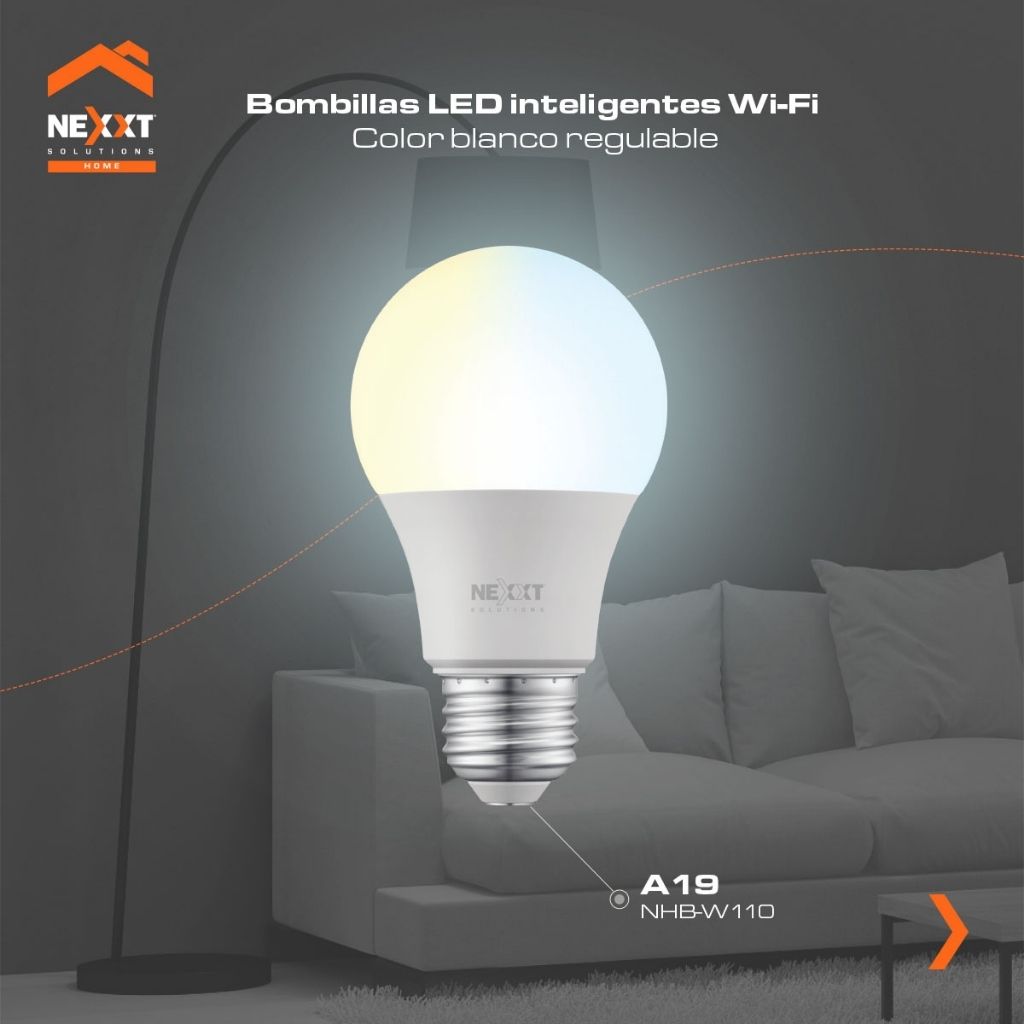 NEXXT
SOLUTIONS
HOME
Bombillas LED inteligentes Wi-Fi
Color blanco regulable
NEXXT
SOLUTIONS
A19
NHB-W110